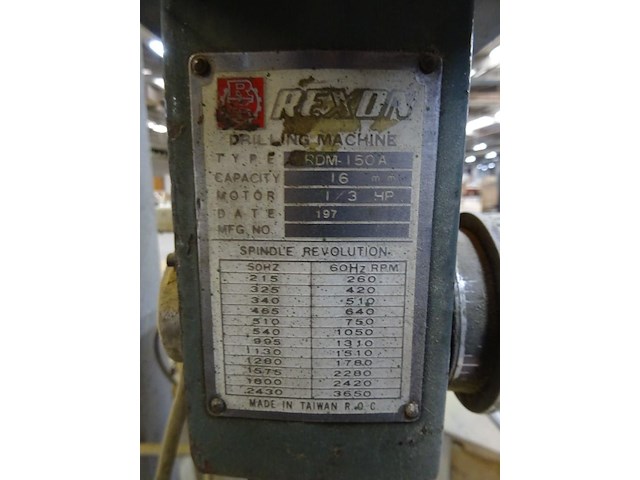 R
REXON
DRILLING MACHINE
TYPE RDM-150A
CAPACITY 16 mm
MOTOR 1/3 HP
DATE 197
MFG. NO.
SPINDLE REVOLUTION
50HZ 60Hz RPM
215 260
325 420
340 510
465 640
510 750
540 1050
995 1310
1130 1510
1280 1780
1575 2280
1800 2420
2430 3650
MADE IN TAIWAN R.O.C